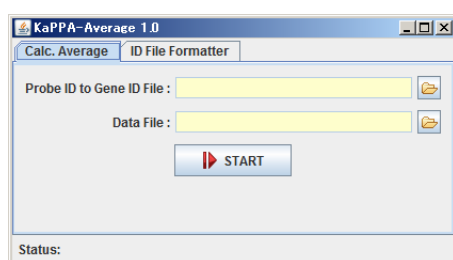 KaPPA-Average 1.0
Calc. Average ID File Formatter
Probe ID to Gene ID File :
Data File :
START
Status: